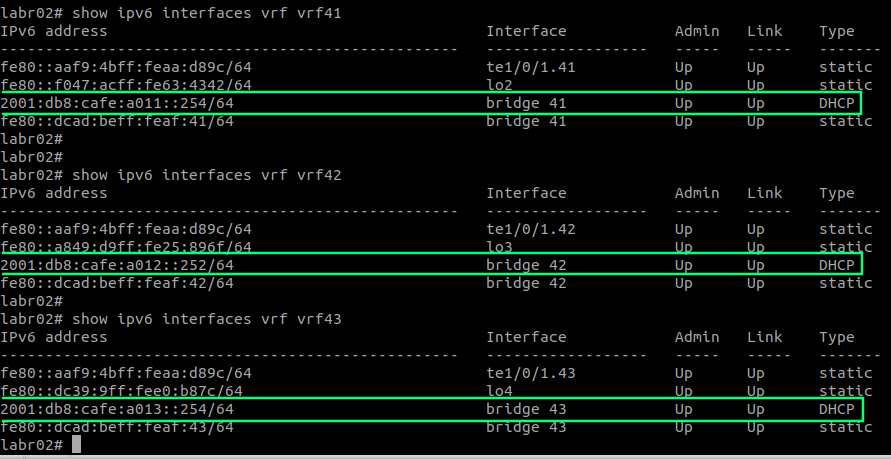 labr02# show ipv6 interfaces vrf vrf41
IPv6 address                                          Interface            Admin   Link    Type
---------------------------------------------------   ------------------   -----   -----   -------
fe80::aaf9:4bff:feaa:d89c/64                          te1/0/1.41           Up      Up      static
fe80::f047:acff:fe63:4342/64                          lo2                  Up      Up      static
2001:db8:cafe:a011::254/64                            bridge 41            Up      Up      DHCP
fe80::dcad:beff:feaf:41/64                            bridge 41            Up      Up      static
labr02#
labr02#
labr02# show ipv6 interfaces vrf vrf42
IPv6 address                                          Interface            Admin   Link    Type
---------------------------------------------------   ------------------   -----   -----   -------
fe80::aaf9:4bff:feaa:d89c/64                          te1/0/1.42           Up      Up      static
fe80::a849:d9ff:fe25:896f/64                          lo3                  Up      Up      static
2001:db8:cafe:a012::252/64                            bridge 42            Up      Up      DHCP
fe80::dcad:beff:feaf:42/64                            bridge 42            Up      Up      static
labr02#
labr02# show ipv6 interfaces vrf vrf43
IPv6 address                                          Interface            Admin   Link    Type
---------------------------------------------------   ------------------   -----   -----   -------
fe80::aaf9:4bff:feaa:d89c/64                          te1/0/1.43           Up      Up      static
fe80::dc39:9ff:fee0:b87c/64                           lo4                  Up      Up      static
2001:db8:cafe:a013::254/64                            bridge 43            Up      Up      DHCP
fe80::dcad:beff:feaf:43/64                            bridge 43            Up      Up      static
labr02#